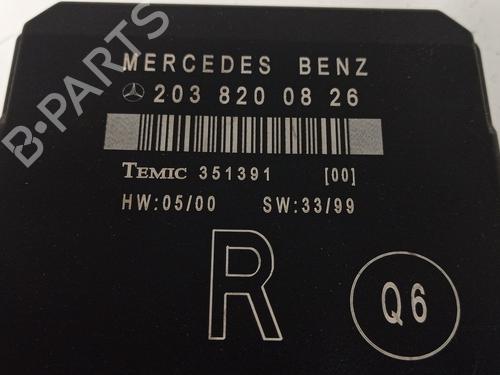 MERCEDES BENZ
203 820 08 26
TEMIC 351391 [00]
HW:05/00 SW:33/99
R
Q6
B-PARTS